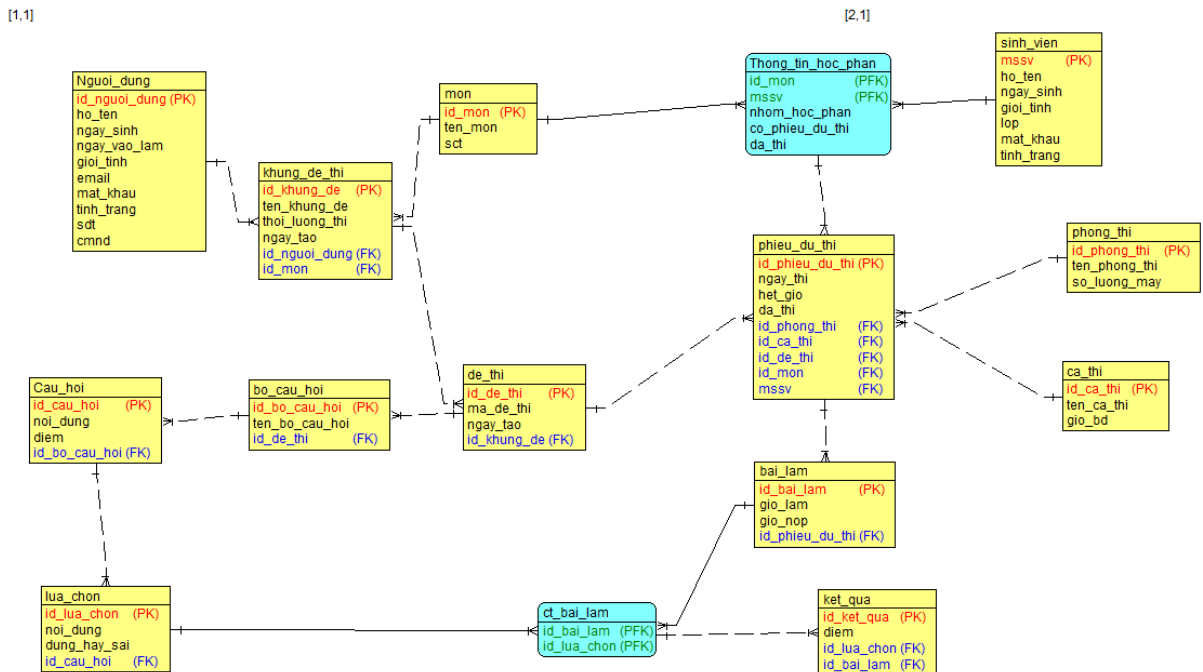 [1,1]
[2,1]
Nguoi_dung
id_nguoi_dung (PK)
ho_ten
ngay_sinh
ngay_vao_lam
gioi_tinh
email
mat_khau
tinh_trang
sdt
cmnd
mon
id_mon (PK)
ten_mon
sct
Thong_tin_hoc_phan
id_mon (PFK)
mssv (PFK)
nhom_hoc_phan
co_phieu_du_thi
da_thi
sinh_vien
mssv (PK)
ho_ten
ngay_sinh
gioi_tinh
lop
mat_khau
tinh_trang
khung_de_thi
id_khung_de (PK)
ten_khung_de
thoi_luong_thi
ngay_tao
id_nguoi_dung (FK)
id_mon (FK)
phieu_du_thi
id_phieu_du_thi (PK)
ngay_thi
het_gio
da_thi
id_phong_thi (FK)
id_ca_thi (FK)
id_de_thi (FK)
id_mon (FK)
mssv (FK)
phong_thi
id_phong_thi (PK)
ten_phong_thi
so_luong_may
Cau_hoi
id_cau_hoi (PK)
noi_dung
diem
id_bo_cau_hoi (FK)
bo_cau_hoi
id_bo_cau_hoi (PK)
ten_bo_cau_hoi
id_de_thi (FK)
de_thi
id_de_thi (PK)
ma_de_thi
ngay_tao
id_khung_de (FK)
ca_thi
id_ca_thi (PK)
ten_ca_thi
gio_bd
bai_lam
id_bai_lam (PK)
gio_lam
gio_nop
id_phieu_du_thi (FK)
lua_chon
id_lua_chon (PK)
noi_dung
dung_hay_sai
id_cau_hoi (FK)
ct_bai_lam
id_bai_lam (PFK)
id_lua_chon (PFK)
ket_qua
id_ket_qua (PK)
diem
id_lua_chon (FK)
id_bai_lam (FK)